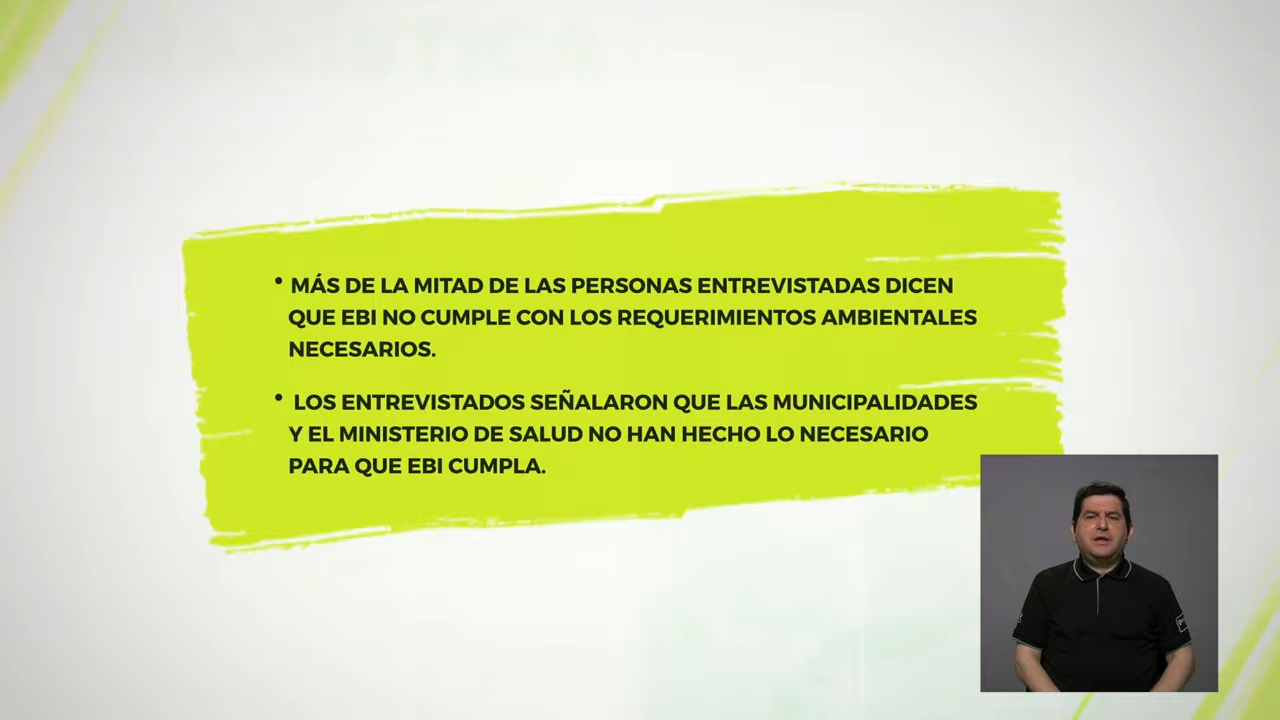 • MÁS DE LA MITAD DE LAS PERSONAS ENTREVISTADAS DICEN
QUE EBI NO CUMPLE CON LOS REQUERIMIENTOS AMBIENTALES
NECESARIOS.
• LOS ENTREVISTADOS SEÑALARON QUE LAS MUNICIPALIDADES
Y EL MINISTERIO DE SALUD NO HAN HECHO LO NECESARIO
PARA QUE EBI CUMPLA.